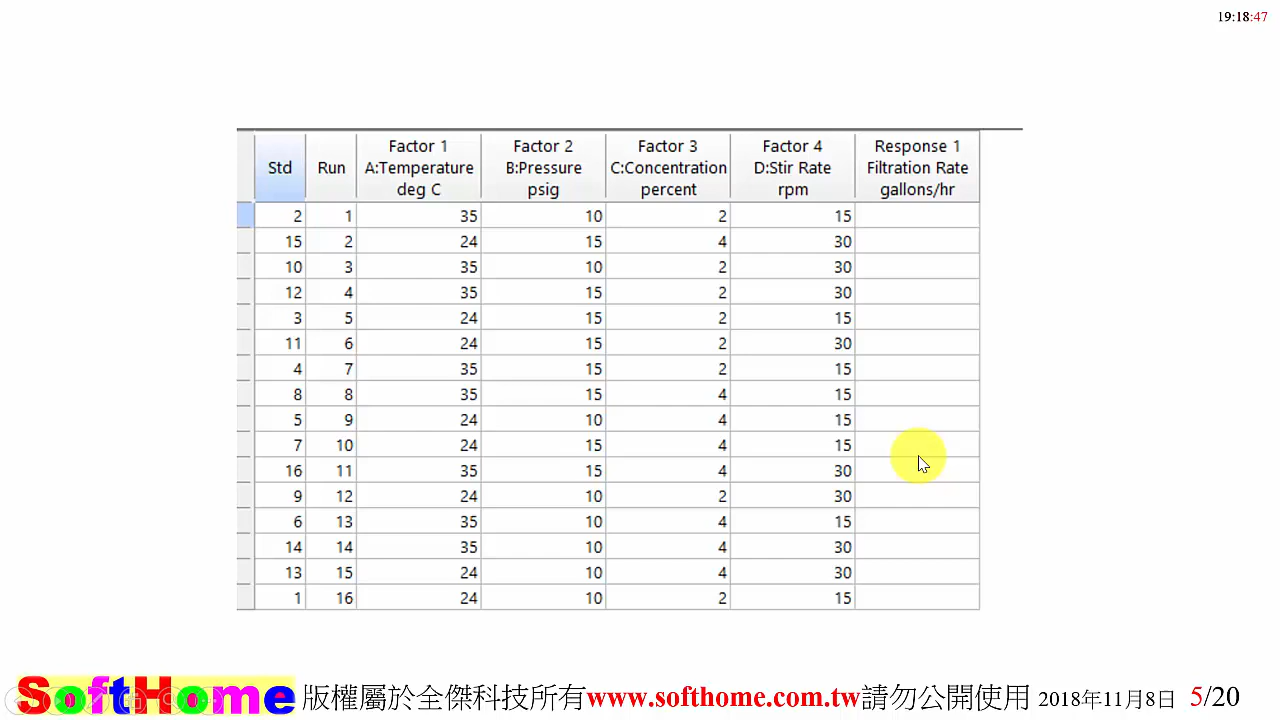 19:18:47
Std Run Factor 1 A:Temperature deg C Factor 2 B:Pressure psig Factor 3 C:Concentration percent Factor 4 D:Stir Rate rpm Response 1 Filtration Rate gallons/hr
2 1 35 10 2 15
15 2 24 15 4 30
10 3 35 10 2 30
12 4 35 15 2 30
3 5 24 15 2 15
11 6 24 15 2 30
4 7 35 15 2 15
8 8 35 15 4 15
5 9 24 10 4 15
7 10 24 15 4 15
16 11 35 15 4 30
9 12 24 10 2 30
6 13 35 10 4 15
14 14 35 10 4 30
13 15 24 10 4 30
1 16 24 10 2 15
SoftHome 版權屬於全傑科技所有www.softhome.com.tw請勿公開使用 2018年11月8日 5/20